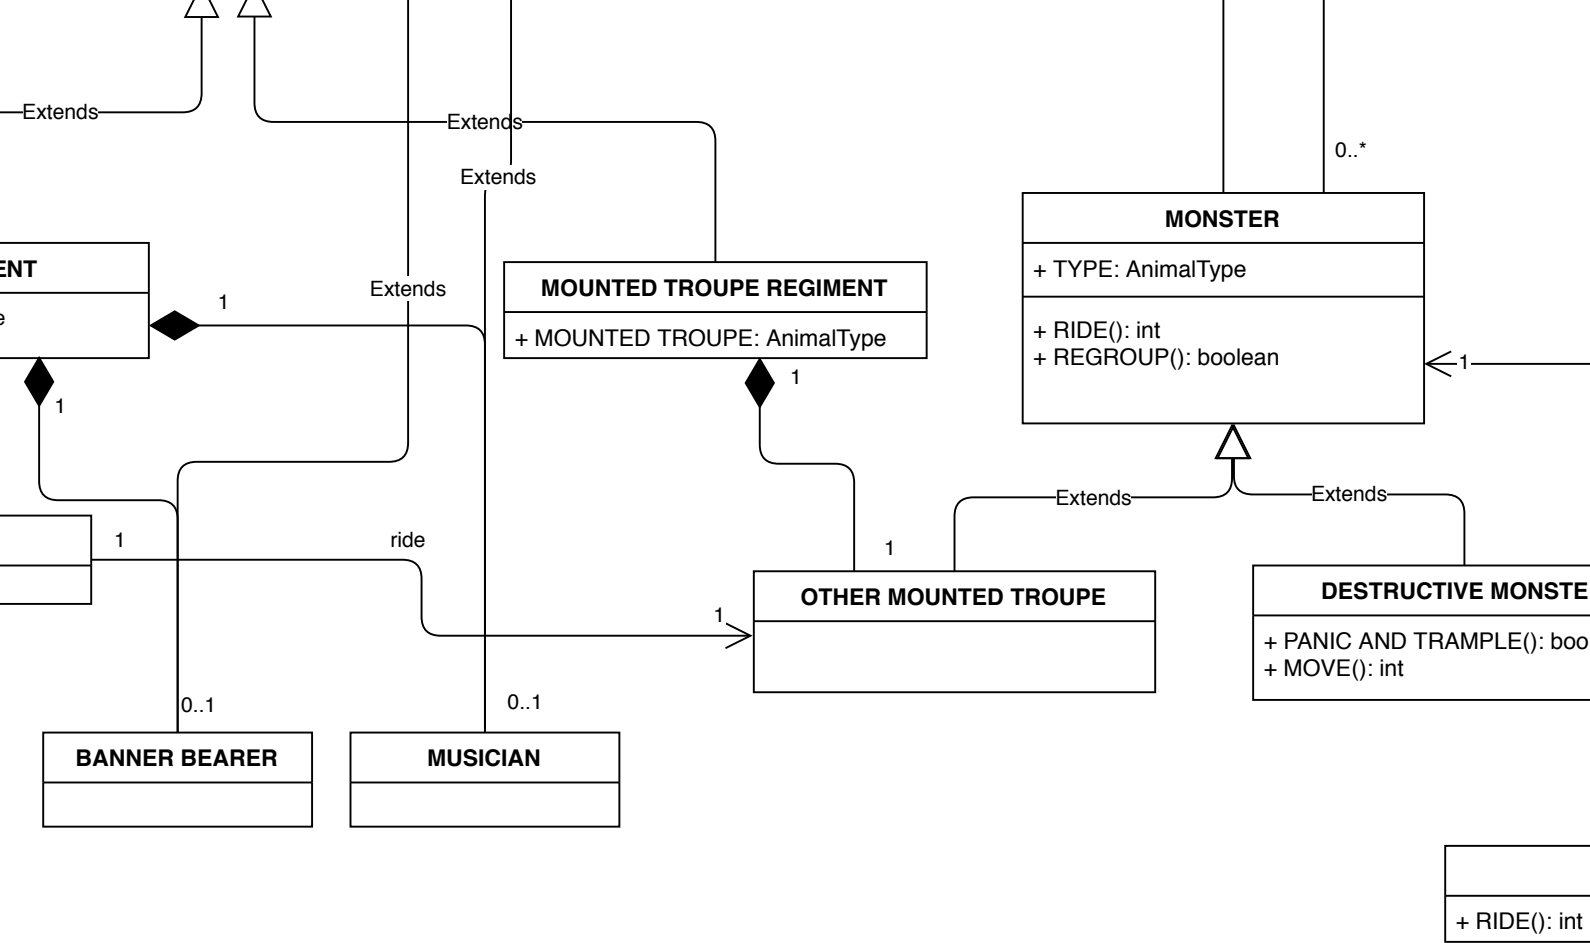 Extends
Extends
0..*
Extends
MONSTER
+ TYPE: AnimalType
+ RIDE(): int
+ REGROUP(): boolean
1
ENT
e
1
1
Extends
MOUNTED TROUPE REGIMENT
+ MOUNTED TROUPE: AnimalType
1
Extends
Extends
1
ride
1
1
OTHER MOUNTED TROUPE
DESTRUCTIVE MONSTE
+ PANIC AND TRAMPLE(): boo
+ MOVE(): int
0..1
0..1
BANNER BEARER
MUSICIAN
+ RIDE(): int